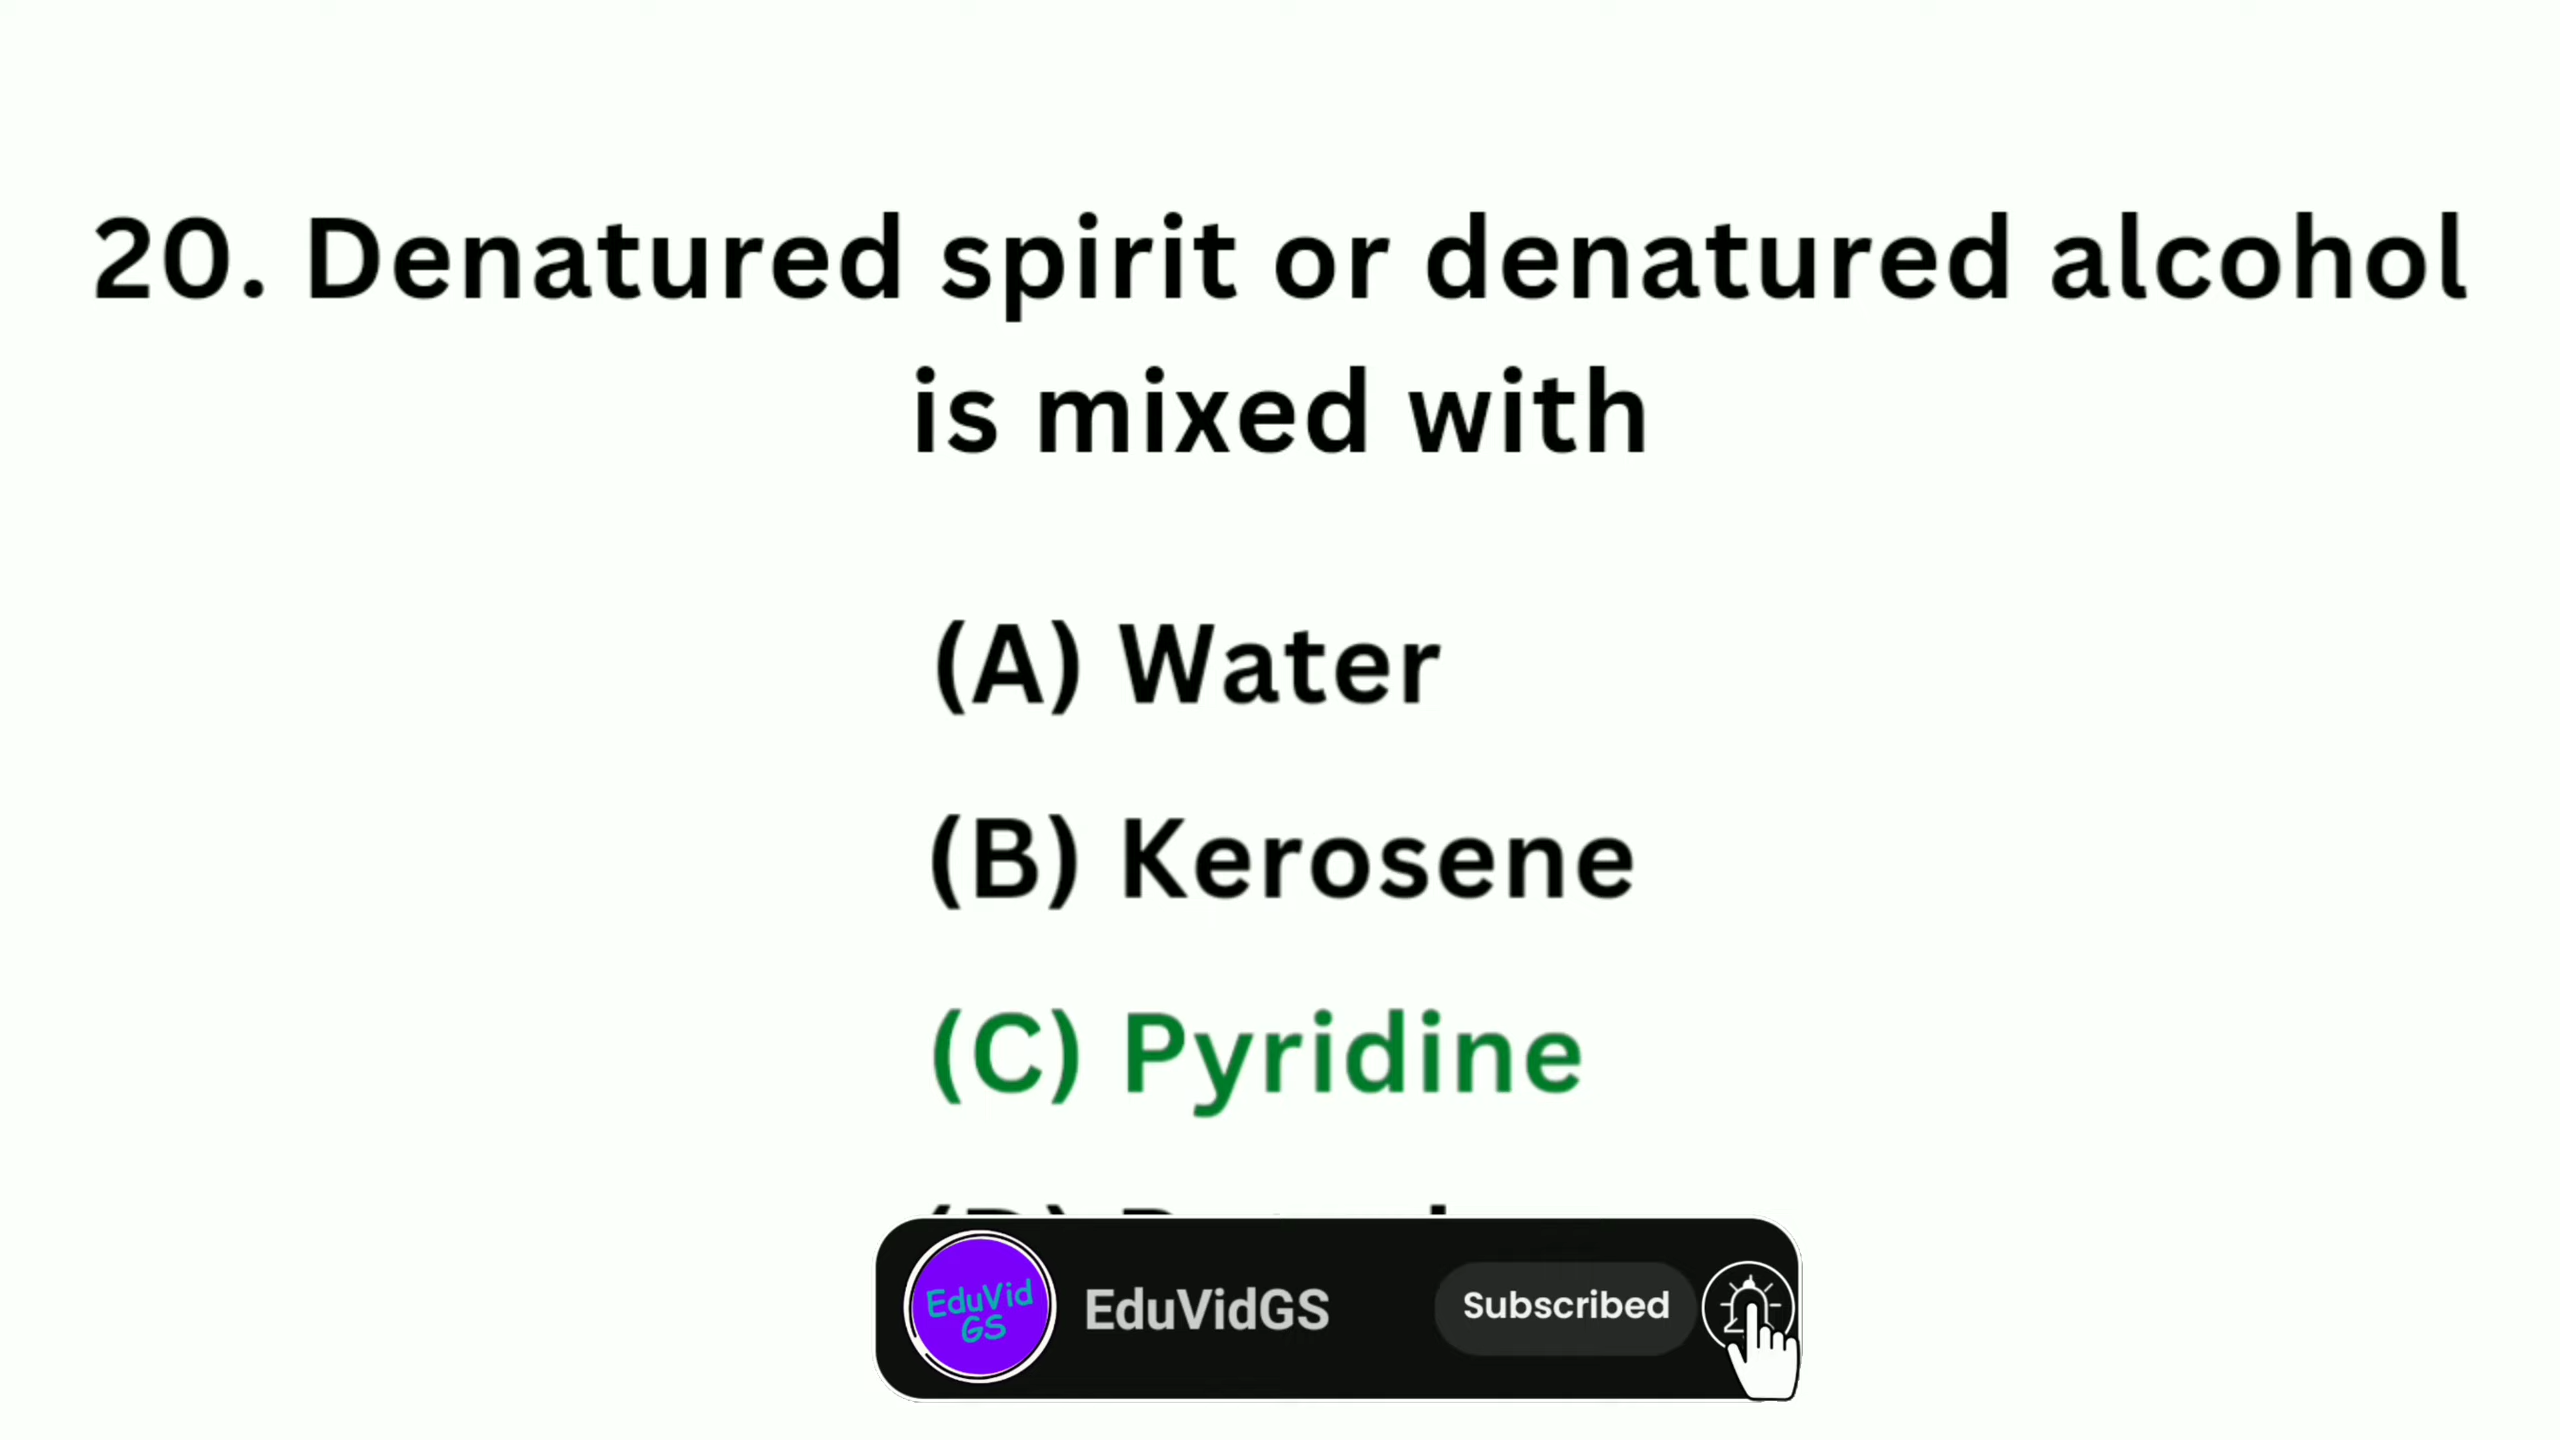 20. Denatured spirit or denatured alcohol
is mixed with
(A) Water
(B) Kerosene
(C) Pyridine
EduVid
GS
EduVidGS
Subscribed